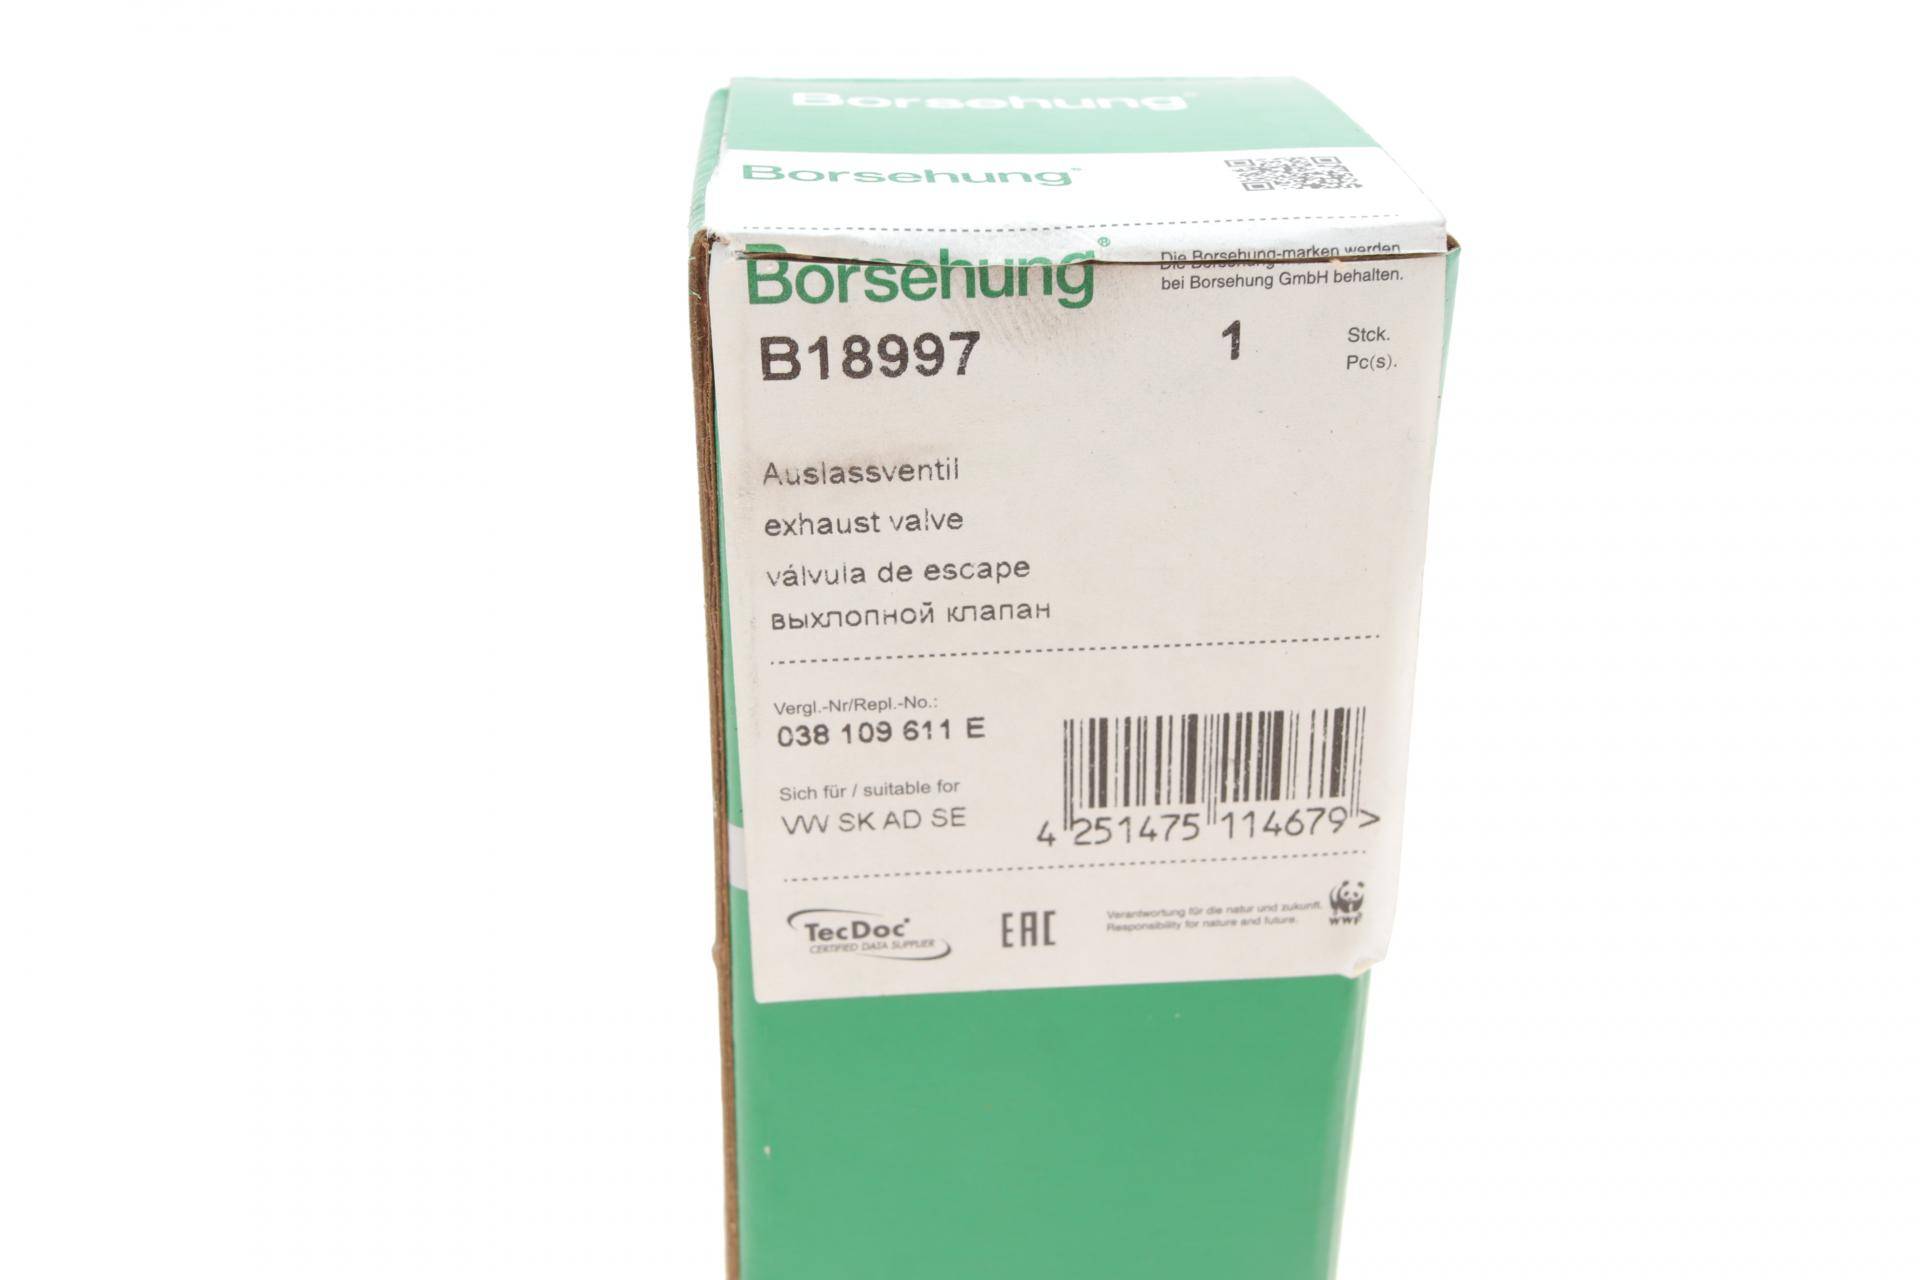 Borsehung®
Borsehung®
Borsehung®
Die Borsehung-marken werden
bei Borsehung GmbH behalten.
B18997
1
Stck.
Pc(s).
Auslassventil
exhaust valve
válvula de escape
выхлопной клапан
Vergl.-Nr/Repl.-No.:
038 109 611 E
Sich für / suitable for
VW SK AD SE
4 251475 114679 >
TecDoc
CERTIFIED DATA SUPPLIER
EAC
Verantwortung für die natur und zukunft.
Responsibility for nature and future.
WWF